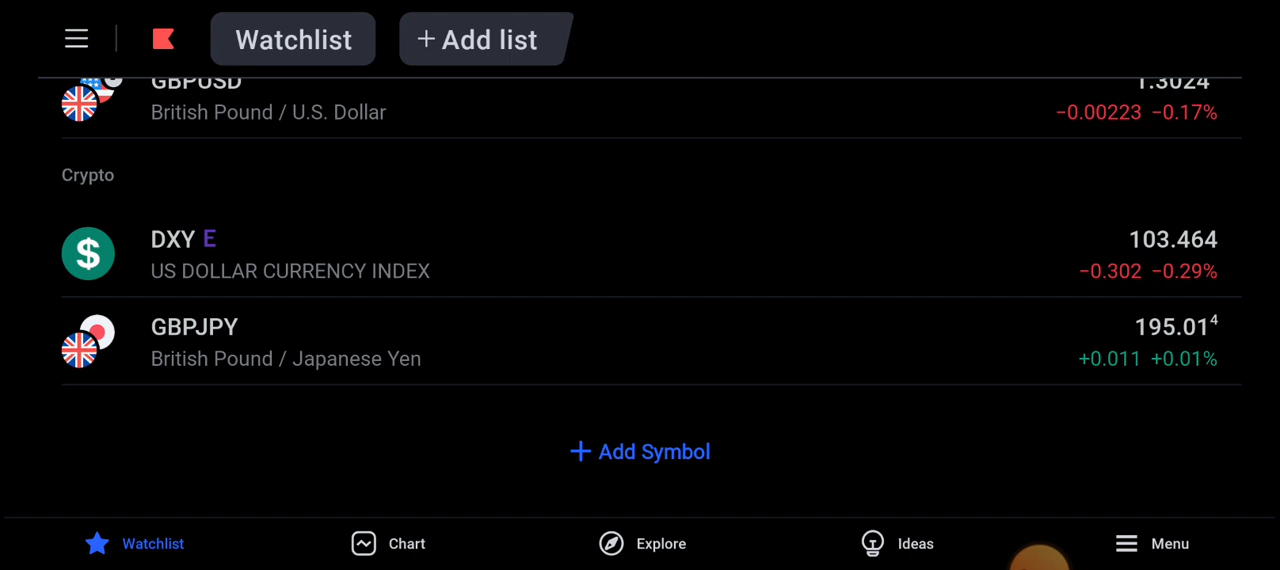 Watchlist
+ Add list
GBPUSD
1.3024
British Pound / U.S. Dollar
−0.00223 −0.17%
Crypto
DXY E
103.464
US DOLLAR CURRENCY INDEX
−0.302 −0.29%
GBPJPY
195.014
British Pound / Japanese Yen
+0.011 +0.01%
+ Add Symbol
Watchlist
Chart
Explore
Ideas
Menu